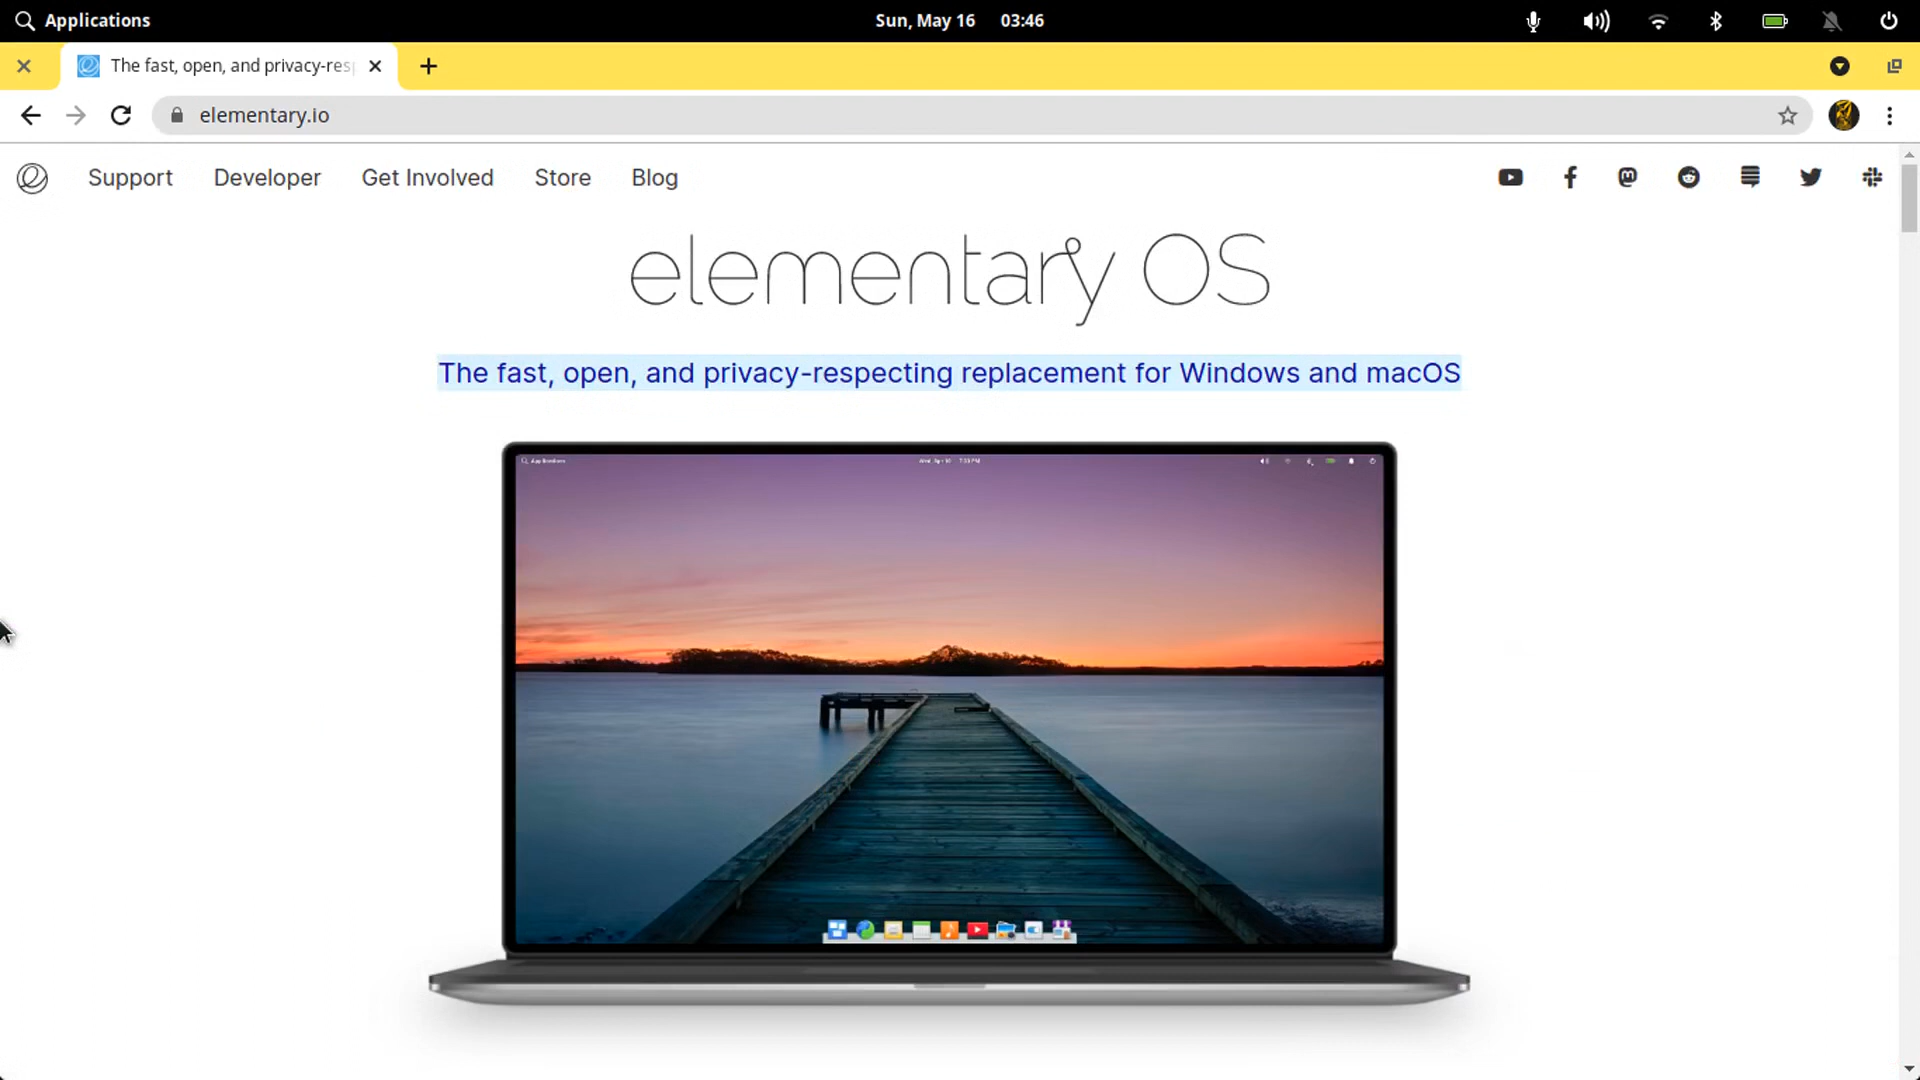 Applications
Sun, May 16 03:46
The fast, open, and privacy-res
elementary.io
Support Developer Get Involved Store Blog
elementary OS
The fast, open, and privacy-respecting replacement for Windows and macOS
Applications